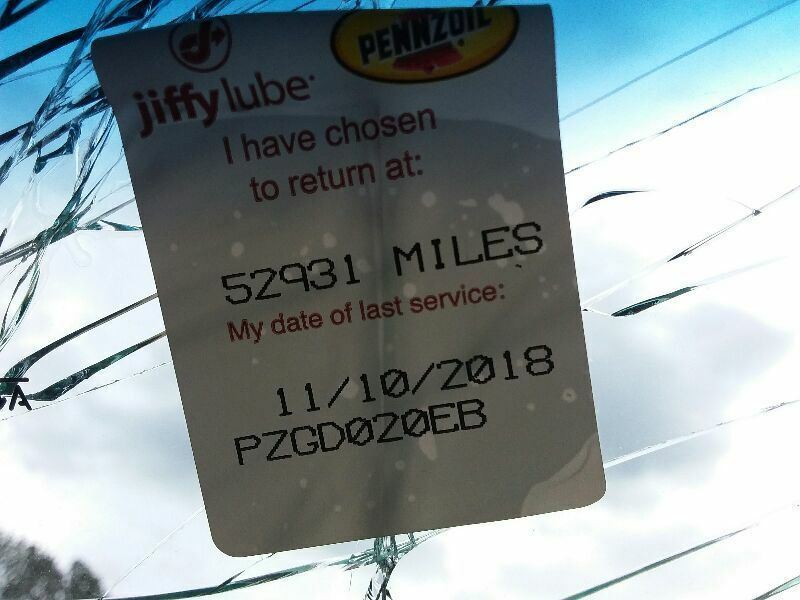 PENNZOIL
jiffy lube
I have chosen
to return at:
52931 MILES
My date of last service:
11/10/2018
PZGD020EB